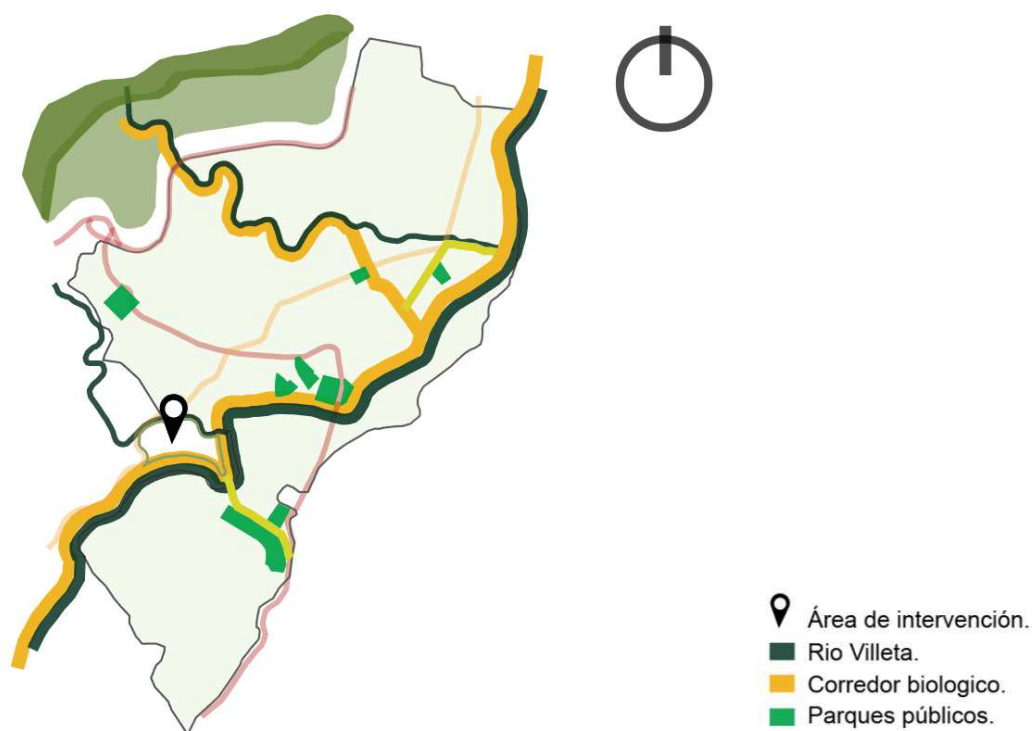 Área de intervención.
Rio Villeta.
Corredor biologico.
Parques públicos.